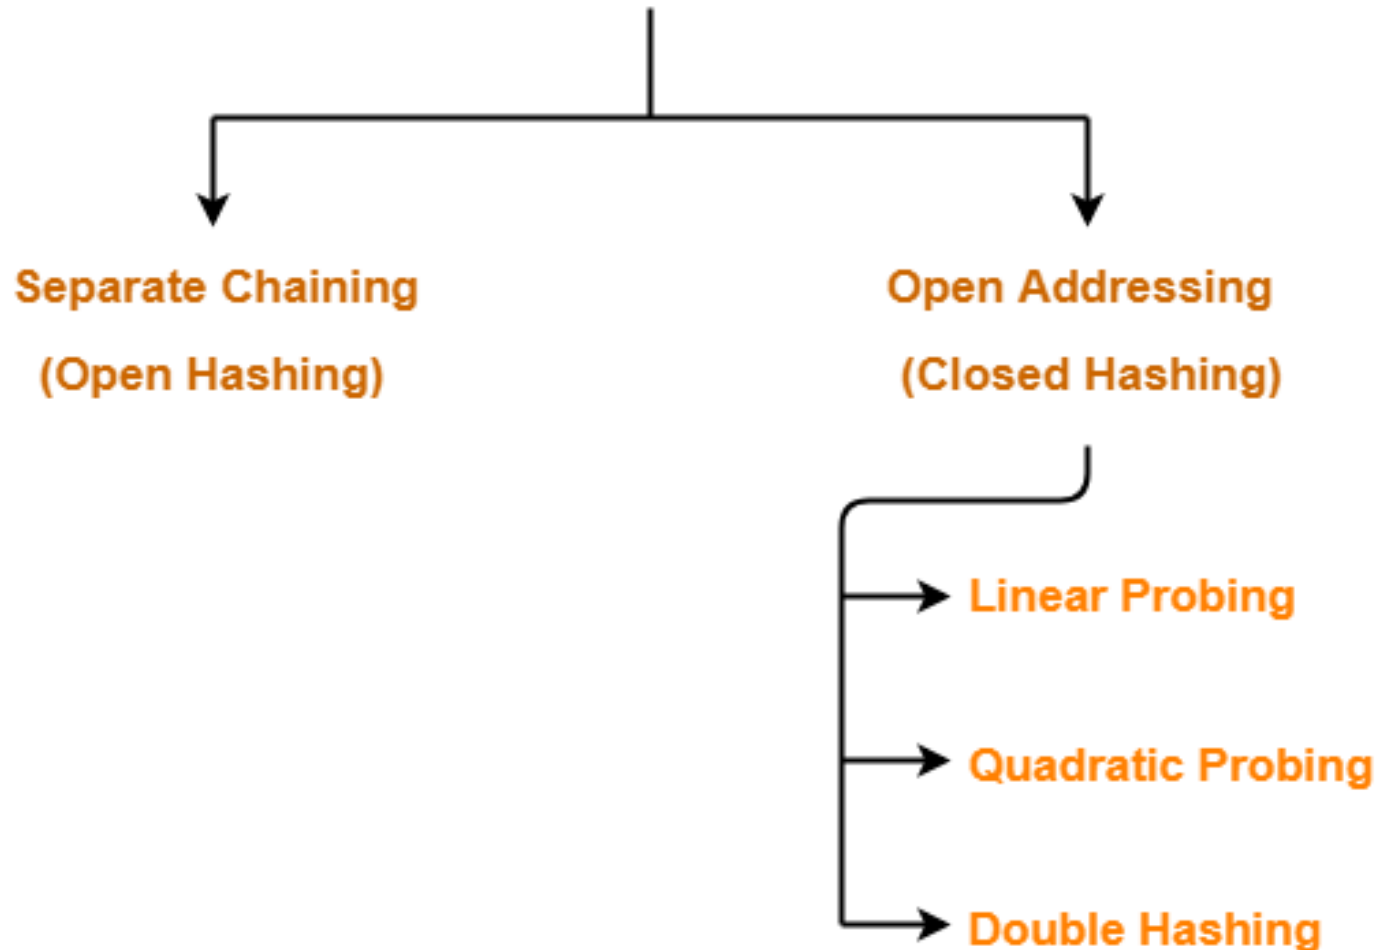 Separate Chaining
(Open Hashing)
Open Addressing
(Closed Hashing)
Linear Probing
Quadratic Probing
Double Hashing